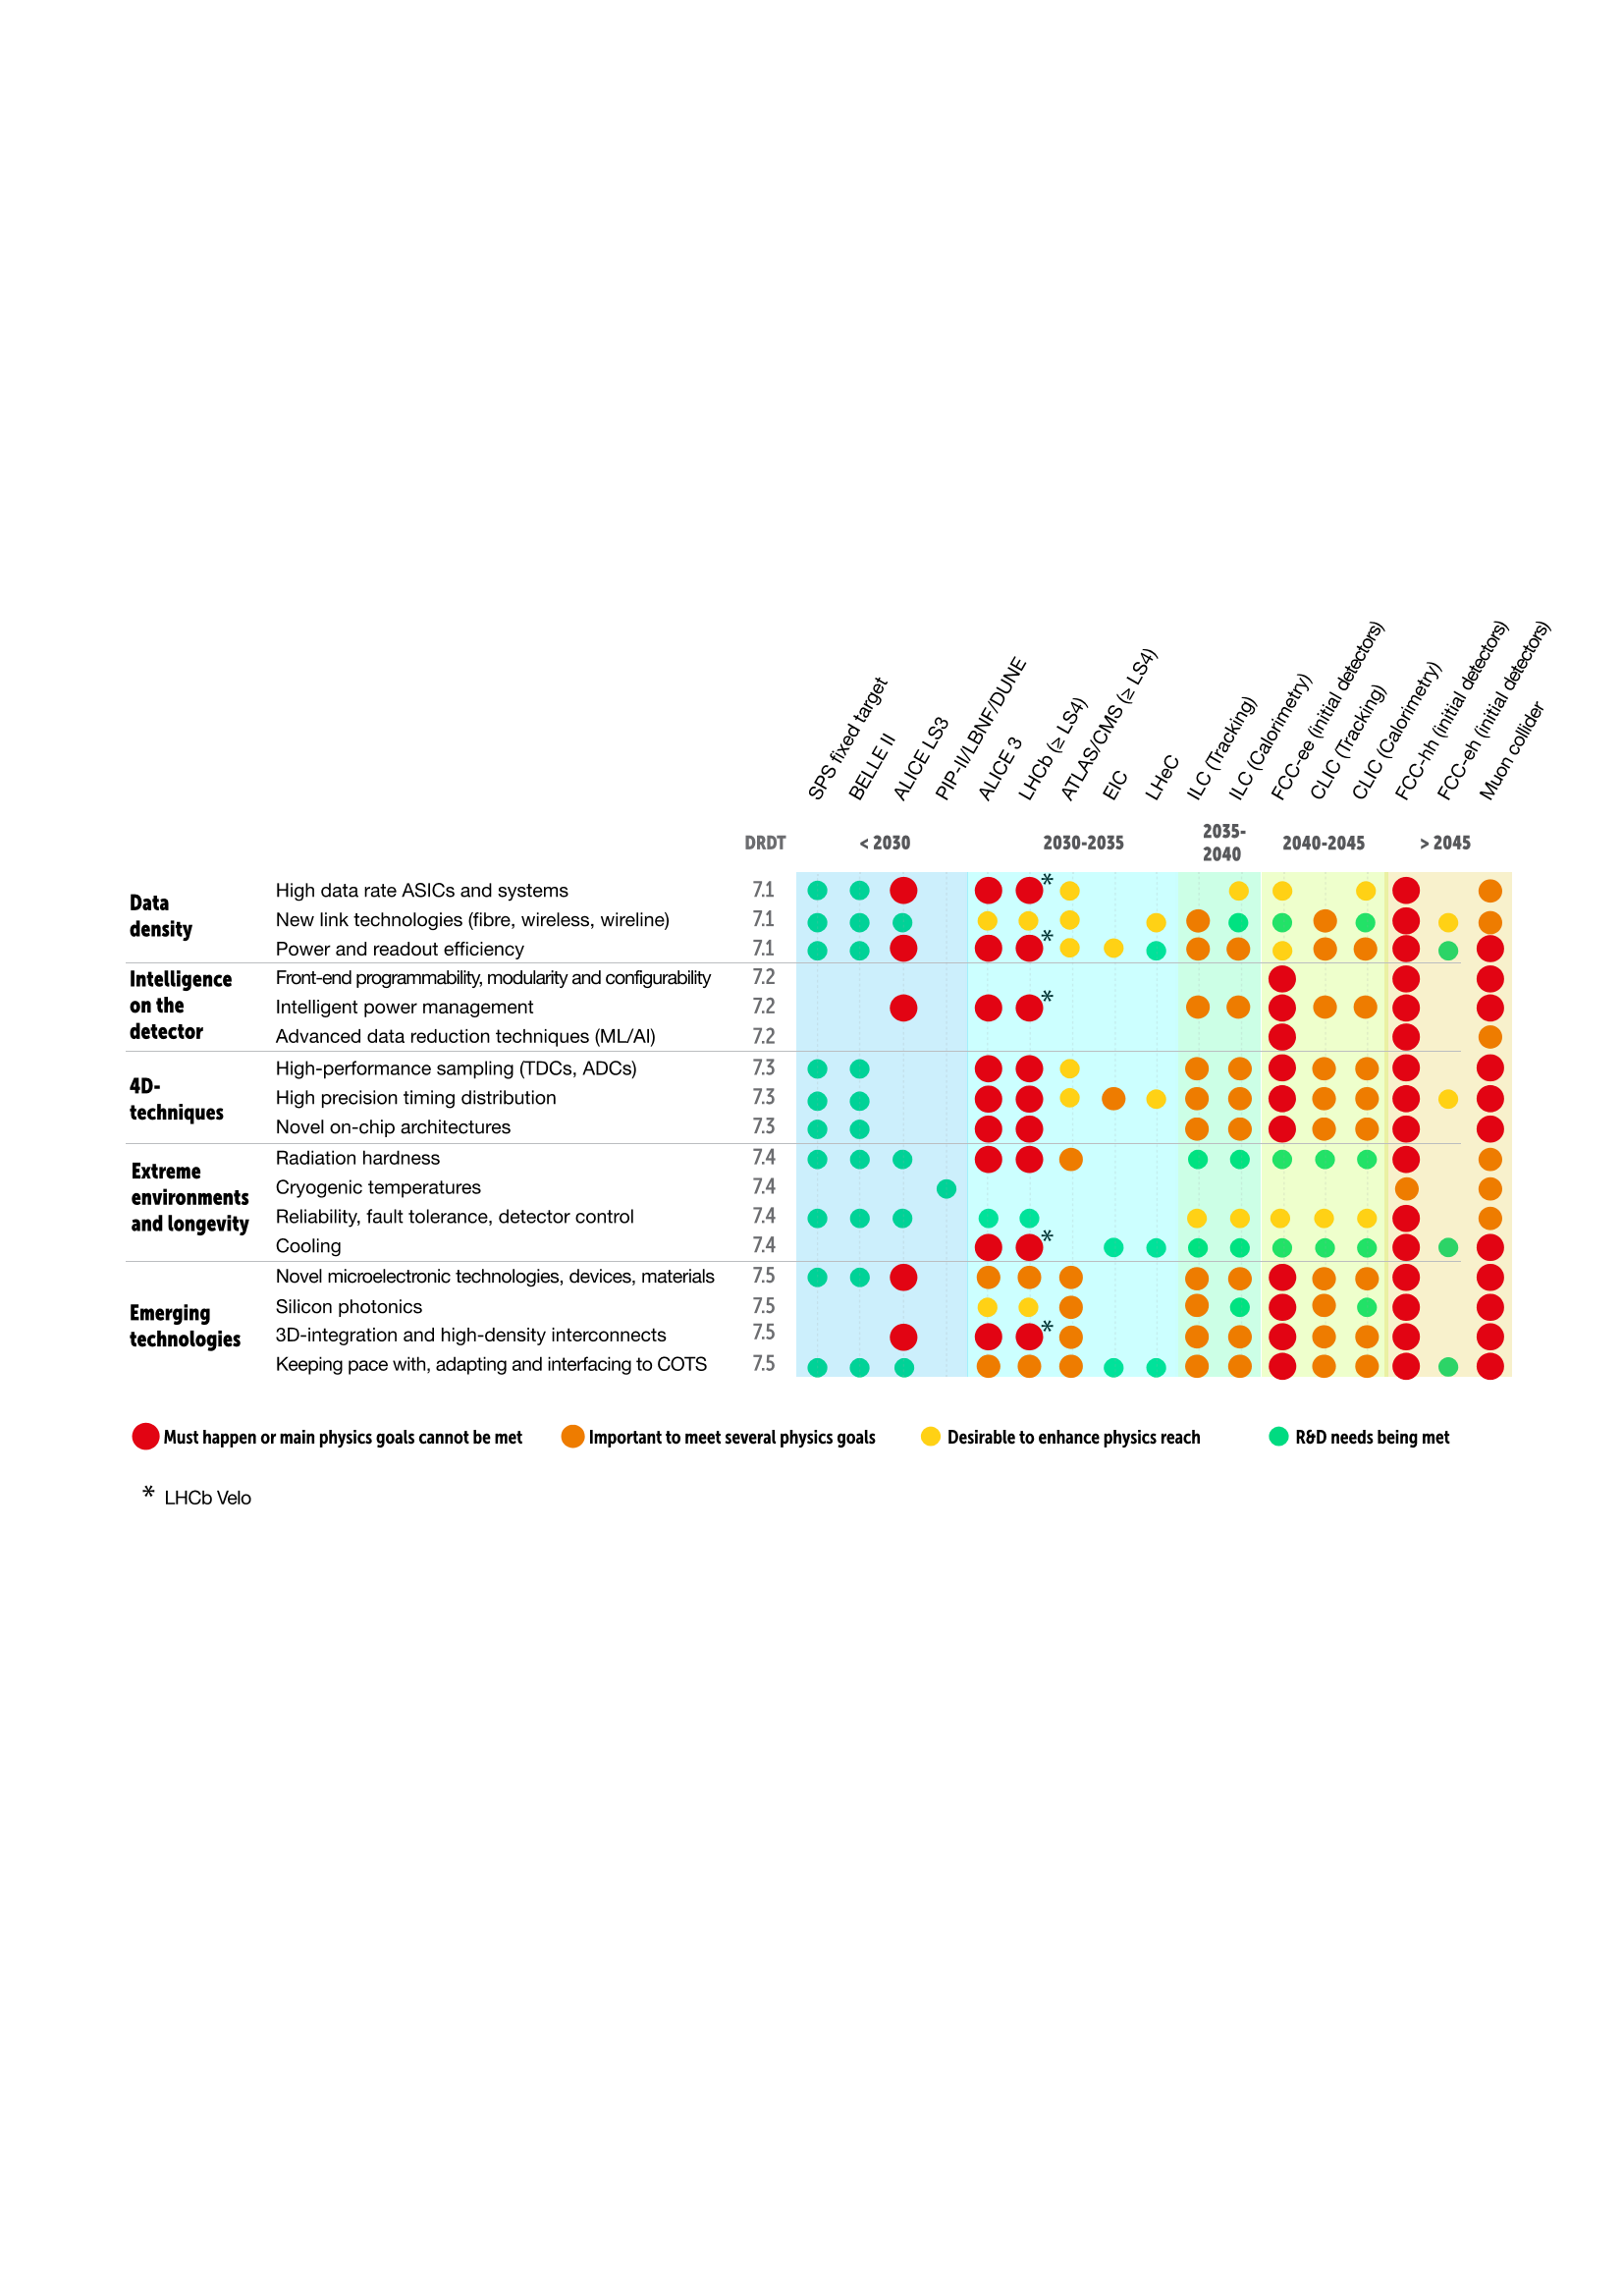 SPS fixed target
BELLE II
ALICE LS3
PIP-II/LBNF/DUNE
ALICE 3
LHCb (≥ LS4)
ATLAS/CMS (≥ LS4)
EIC
LHeC
ILC (Tracking)
ILC (Calorimetry)
FCC-ee (initial detectors)
CLIC (Tracking)
CLIC (Calorimetry)
FCC-hh (initial detectors)
FCC-eh (initial detectors)
Muon collider
DRDT
< 2030
2030-2035
2035-
2040
2040-2045
> 2045
Data
density
High data rate ASICs and systems 7.1 *
New link technologies (fibre, wireless, wireline) 7.1
Power and readout efficiency 7.1 *
Intelligence
on the
detector
Front-end programmability, modularity and configurability 7.2
Intelligent power management 7.2 *
Advanced data reduction techniques (ML/AI) 7.2
4D-
techniques
High-performance sampling (TDCs, ADCs) 7.3
High precision timing distribution 7.3
Novel on-chip architectures 7.3
Extreme
environments
and longevity
Radiation hardness 7.4
Cryogenic temperatures 7.4
Reliability, fault tolerance, detector control 7.4
Cooling 7.4 *
Emerging
technologies
Novel microelectronic technologies, devices, materials 7.5
Silicon photonics 7.5
3D-integration and high-density interconnects 7.5 *
Keeping pace with, adapting and interfacing to COTS 7.5
Must happen or main physics goals cannot be met
Important to meet several physics goals
Desirable to enhance physics reach
R&D needs being met
* LHCb Velo